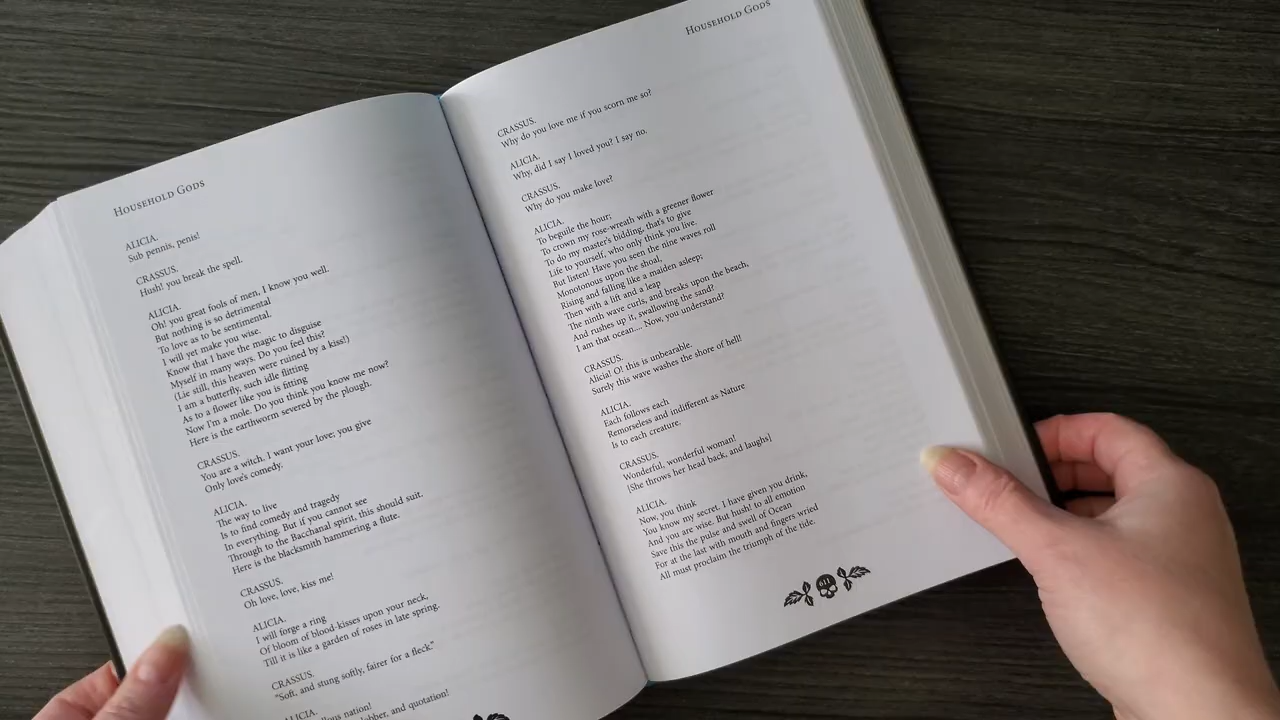 HOUSEHOLD GODS
ALICIA.
Sub pennis, penis!
CRASSUS.
Hush! you break the spell.
ALICIA.
Oh! you great fools of men, I know you well.
But nothing is so detrimental
To love as to be sentimental.
I will yet make you wise.
Know that I have the magic to disguise
Myself in many ways. Do you feel this?
(Lie still, this heaven were ruined by a kiss!)
I am a butterfly, such idle flitting
As to a flower like you is fitting
Now I'm a mole. Do you think you know me now?
Here is the earthworm severed by the plough.
CRASSUS.
You are a witch. I want your love; you give
Only love's comedy.
ALICIA.
The way to live
Is to find comedy and tragedy
In everything. But if you cannot see
Through to the Bacchanal spirit, this should suit.
Here is the blacksmith hammering a flute.
CRASSUS.
Oh love, love, kiss me!
ALICIA.
I will forge a ring
Of bloom of blood-kisses upon your neck,
Till it is like a garden of roses in late spring.
CRASSUS.
"Soft, and stung softly, fairer for a fleck."
ALICIA.
nation!
and quotation!
HOUSEHOLD GODS
CRASSUS.
Why do you love me if you scorn me so?
ALICIA.
Why, did I say I loved you? I say no.
CRASSUS.
Why do you make love?
ALICIA.
To beguile the hour;
To crown my rose-wreath with a greener flower
To do my master's bidding, that's to give
Life to yourself, who only think you live.
But listen! Have you seen the nine waves roll
Monotonous upon the shoal,
Rising and falling like a maiden asleep;
Then with a lift and a leap
The ninth wave curls, and breaks upon the beach,
And rushes up it, swallowing the sand?
I am that ocean.... Now, you understand?
CRASSUS.
Alicia! O! this is unbearable.
Surely this wave washes the shore of hell!
ALICIA.
Each follows each
Remorseless and indifferent as Nature
Is to each creature.
CRASSUS.
Wonderful, wonderful woman!
[She throws her head back, and laughs]
ALICIA.
Now, you think
You know my secret. I have given you drink,
And you are wise. But hush! to all emotion
Save this the pulse and swell of Ocean
For at the last with mouth and fingers wried
All must proclaim the triumph of the tide.